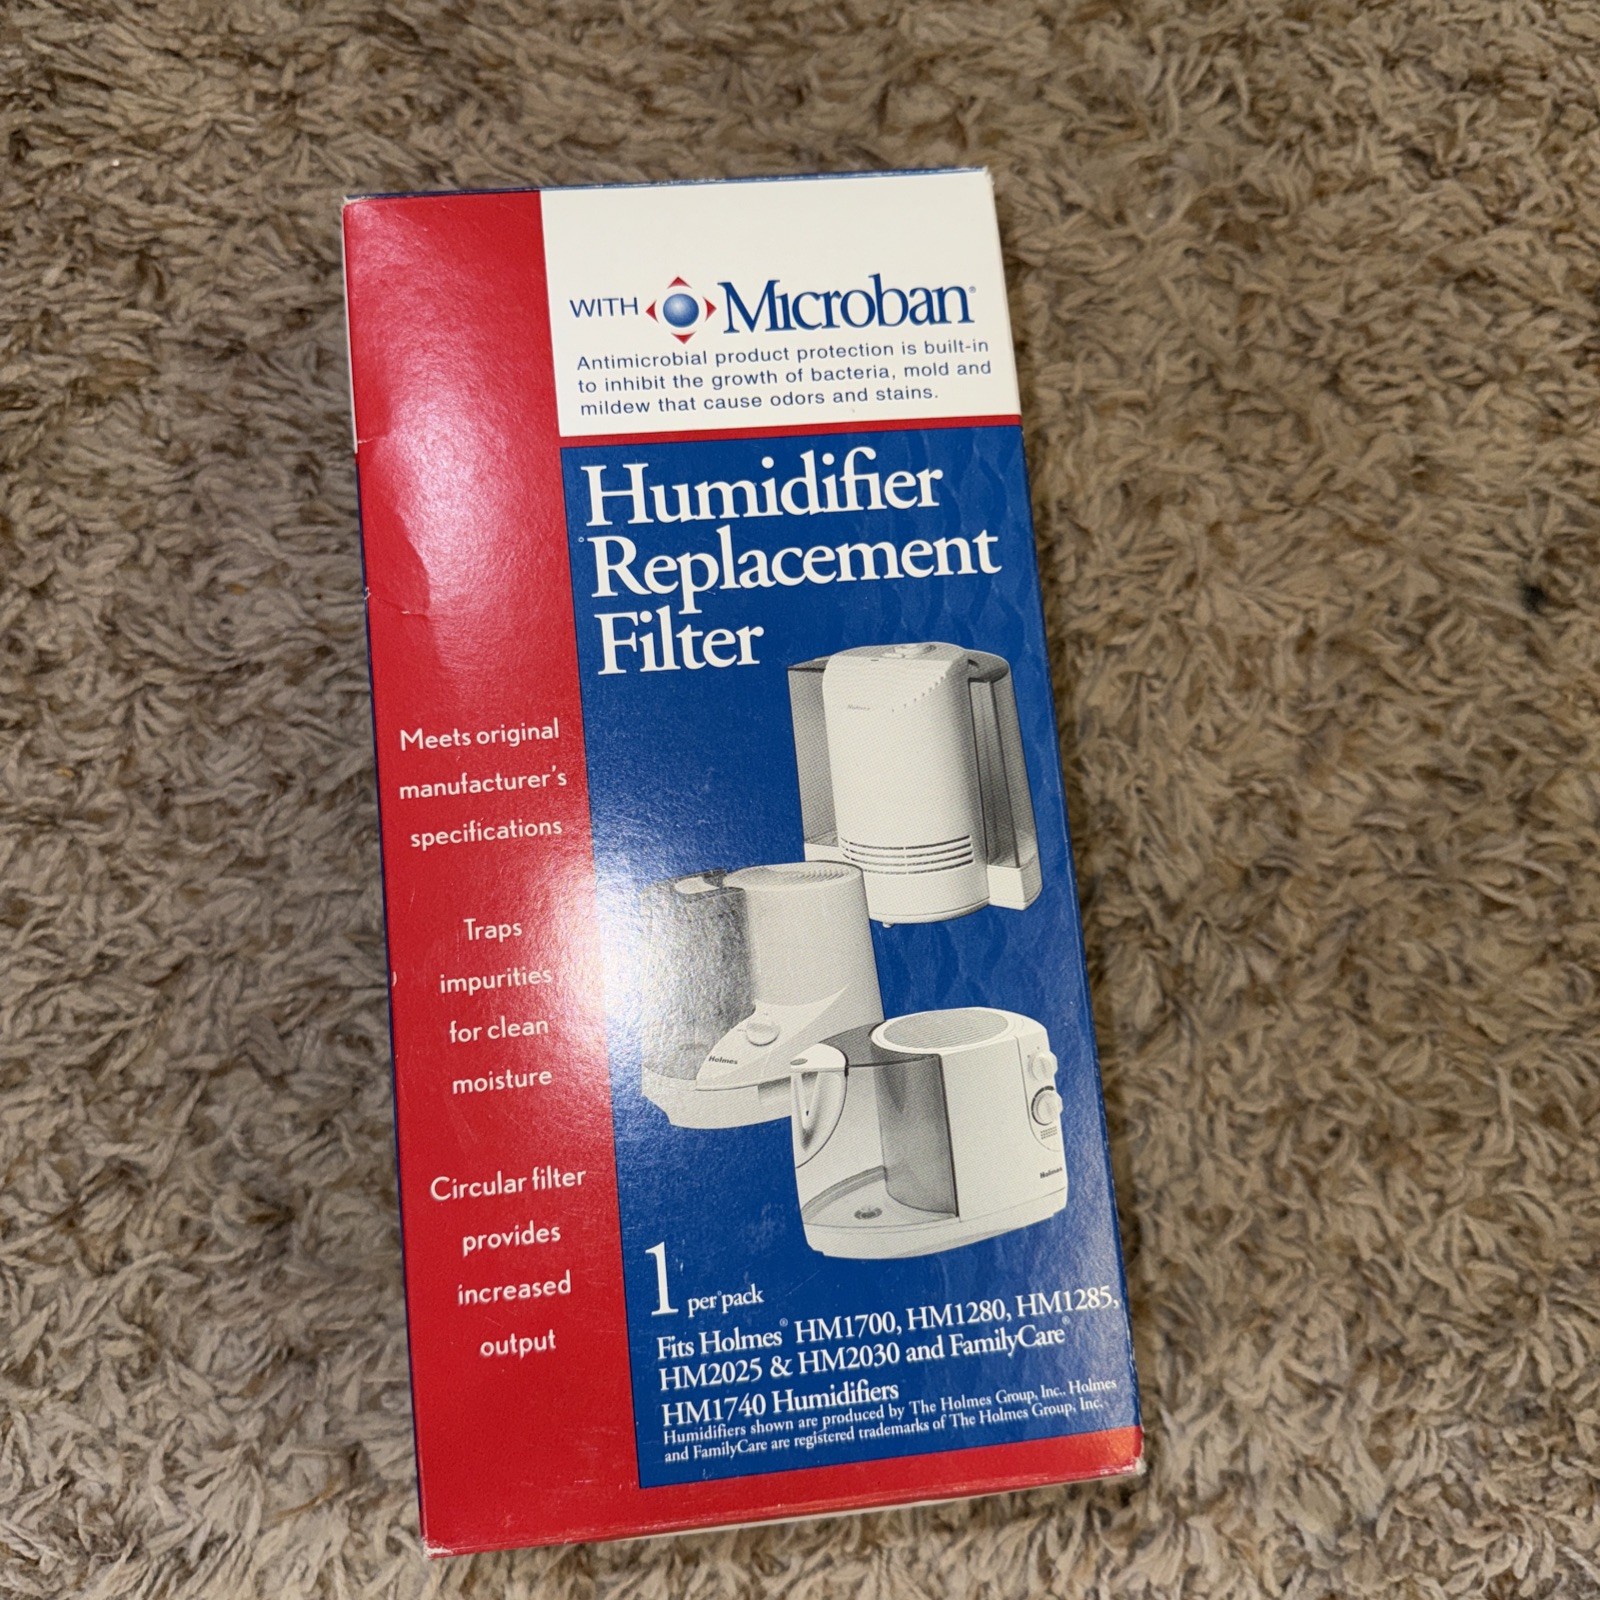 WITH Microban®
Antimicrobial product protection is built-in
to inhibit the growth of bacteria, mold and
mildew that cause odors and stains.
Humidifier
Replacement
Filter
Meets original
manufacturer's
specifications
Traps
impurities
for clean
moisture
Circular filter
provides
increased
output
Holmes
Holmes
Holmes
1 per pack
Fits Holmes® HM1700, HM1280, HM1285,
HM2025 & HM2030 and FamilyCare®
HM1740 Humidifiers
Humidifiers shown are produced by The Holmes Group, Inc.. Holmes
and FamilyCare are registered trademarks of The Holmes Group, Inc.